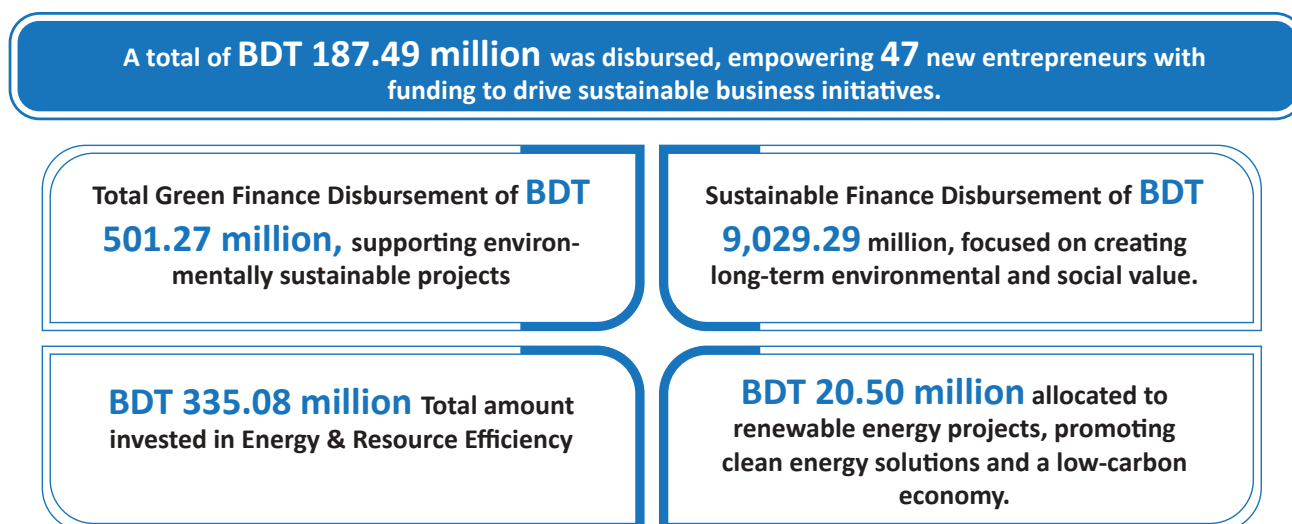 A total of BDT 187.49 million was disbursed, empowering 47 new entrepreneurs with
funding to drive sustainable business initiatives.
Total Green Finance Disbursement of BDT
501.27 million, supporting environ-
mentally sustainable projects
Sustainable Finance Disbursement of BDT
9,029.29 million, focused on creating
long-term environmental and social value.
BDT 335.08 million Total amount
invested in Energy & Resource Efficiency
BDT 20.50 million allocated to
renewable energy projects, promoting
clean energy solutions and a low-carbon
economy.